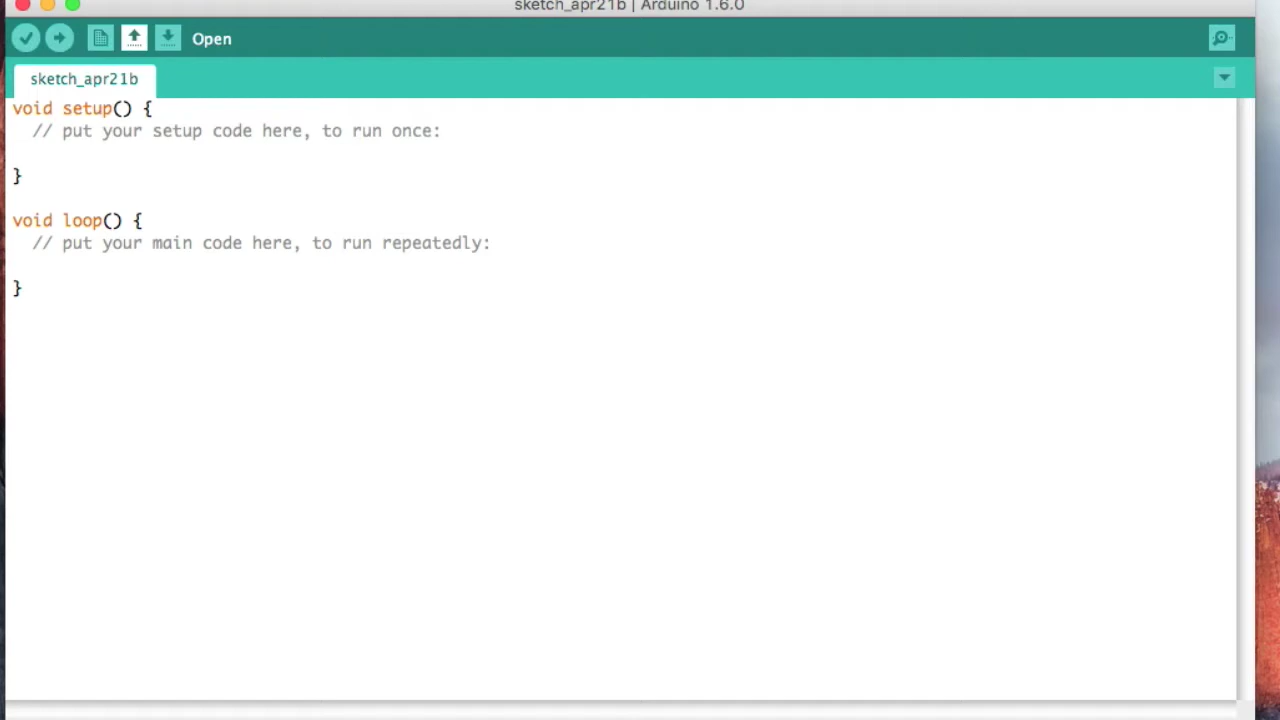 sketch_apr21b | Arduino 1.6.0
Open
sketch_apr21b
void setup() {
  // put your setup code here, to run once:
}
void loop() {
  // put your main code here, to run repeatedly:
}